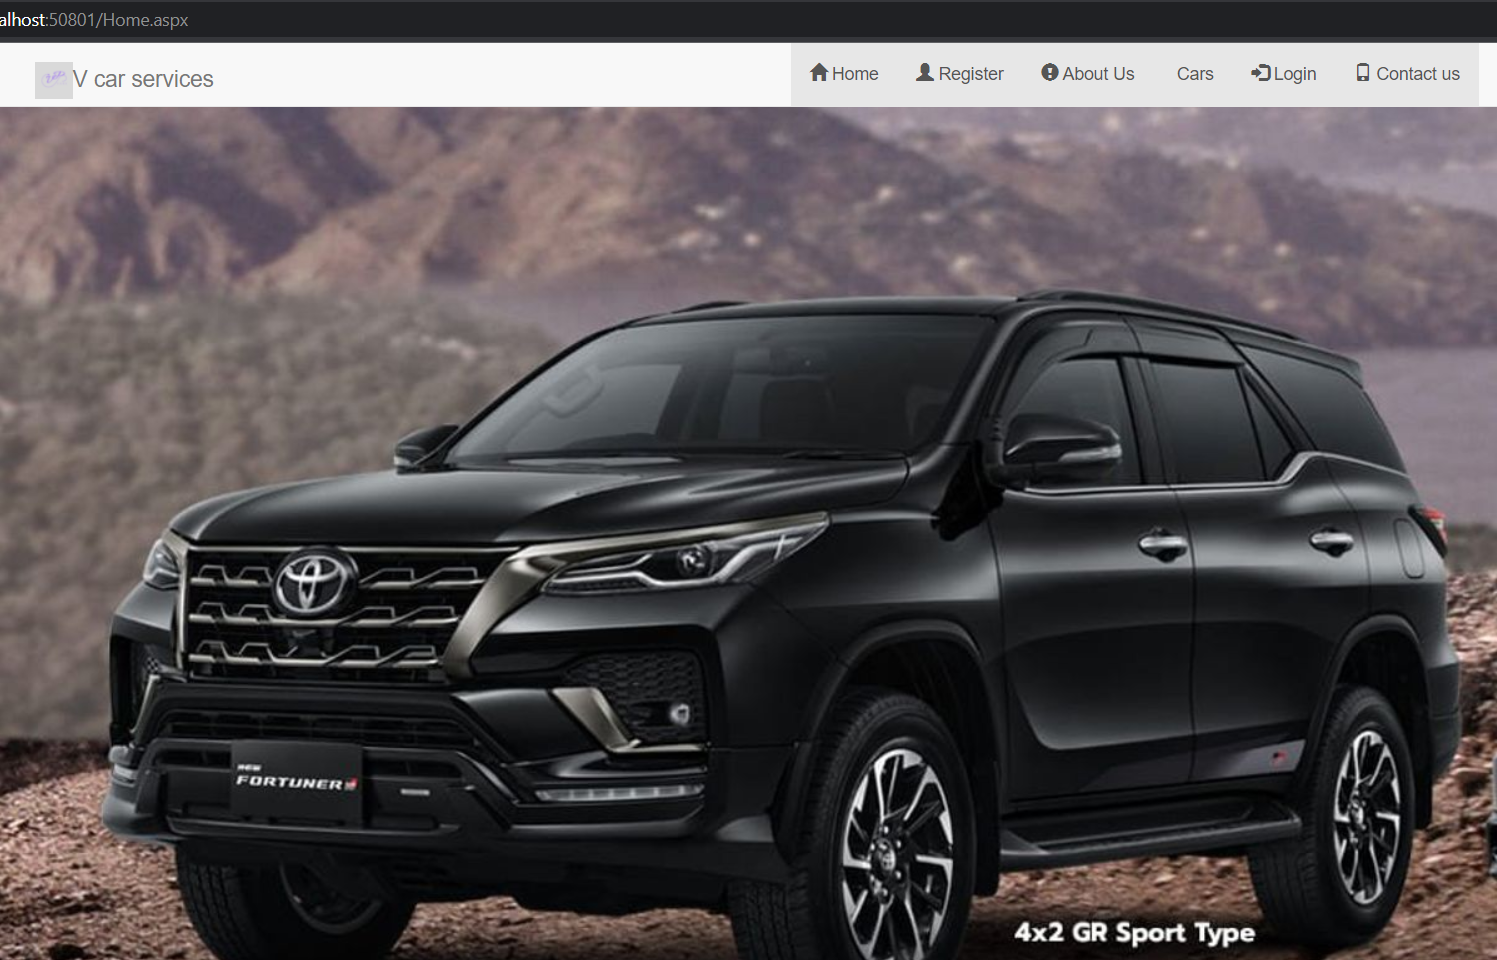 alhost:50801/Home.aspx
V car services
Home Register About Us Cars Login Contact us
NEW
FORTUNER
4x2 GR Sport Type